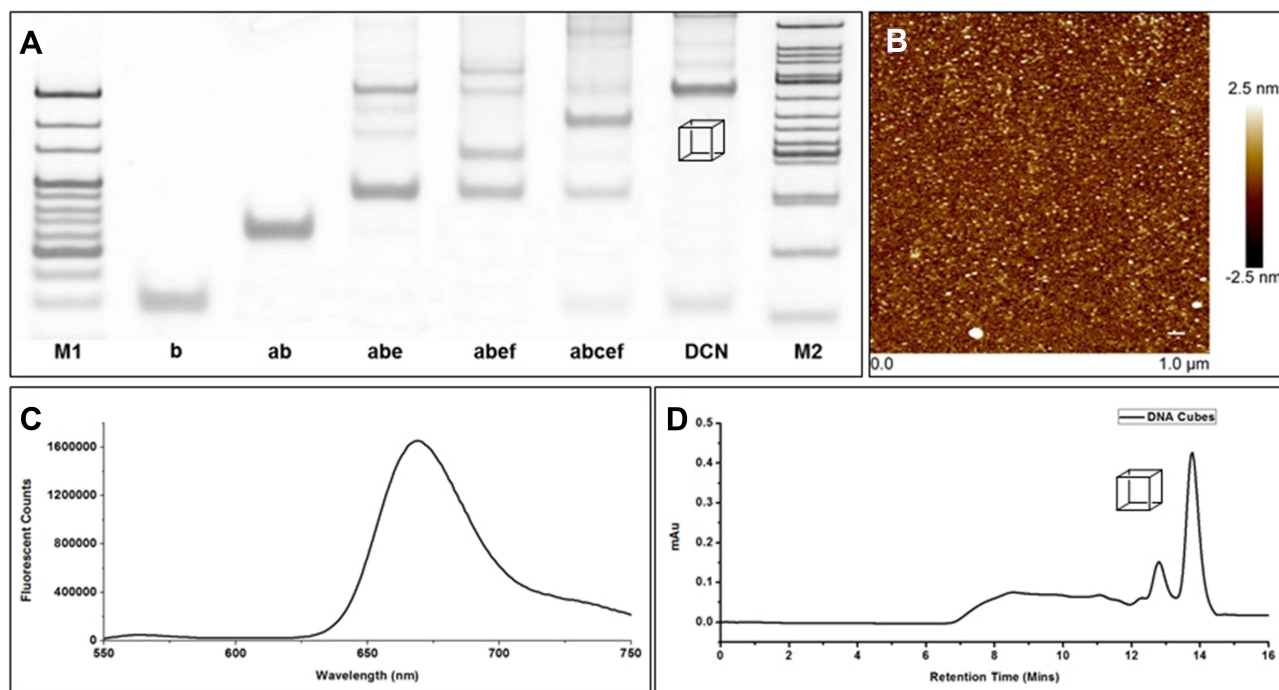 A
M1 b ab abe abef abcef DCN M2
B
2.5 nm
-2.5 nm
0.0 1.0 µm
C
1600000
1200000
800000
400000
0
550 600 650 700 750
Fluorescent Counts
Wavelength (nm)
D
DNA Cubes
0.5
0.4
0.3
0.2
0.1
0.0
0 2 4 6 8 10 12 14 16
mAu
Retention Time (Mins)